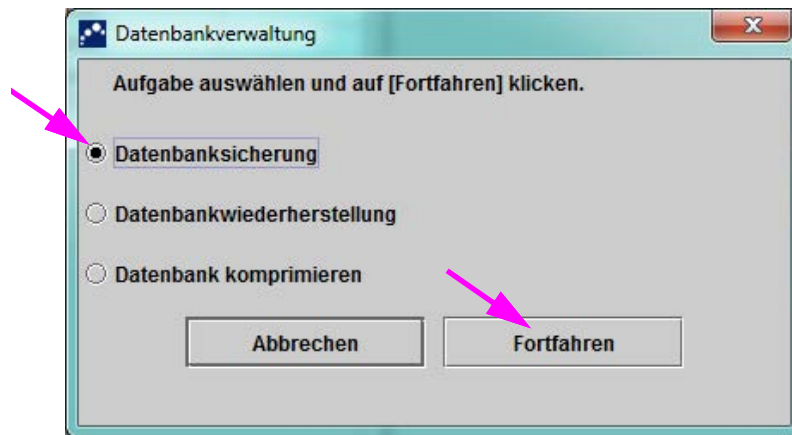 Datenbankverwaltung
Aufgabe auswählen und auf [Fortfahren] klicken.
Datenbanksicherung
Datenbankwiederherstellung
Datenbank komprimieren
Abbrechen Fortfahren